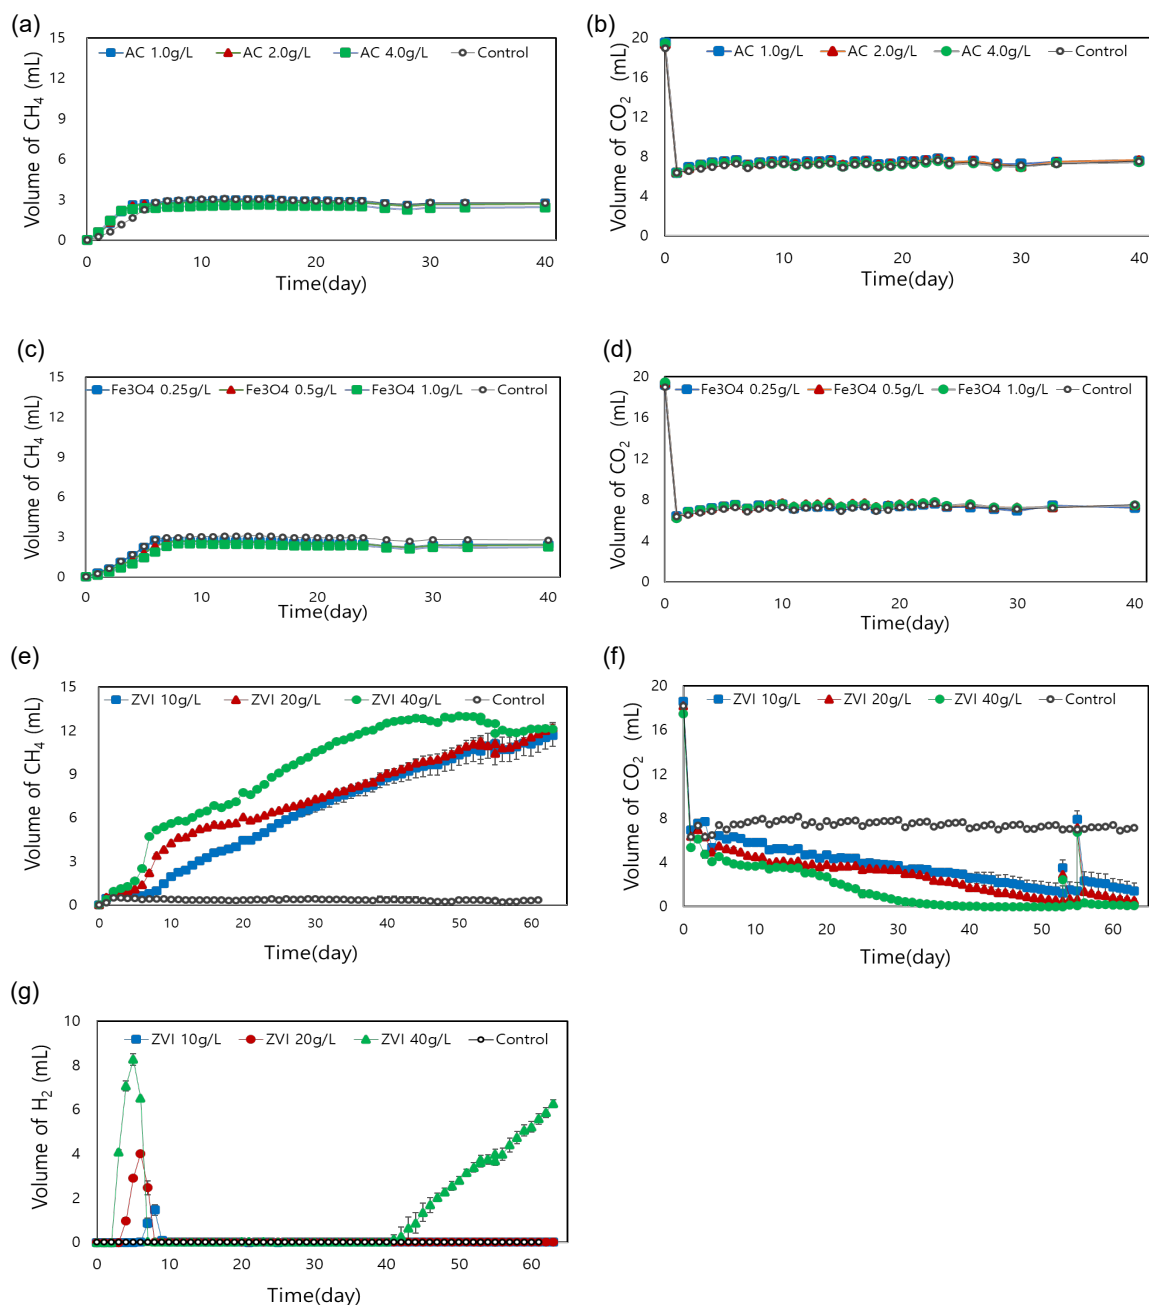 (a)
Volume of CH4 (mL)
15
12
9
6
3
0
AC 1.0g/L AC 2.0g/L AC 4.0g/L Control
0 10 20 30 40
Time(day)
(b)
Volume of CO2 (mL)
20
16
12
8
4
0
AC 1.0g/L AC 2.0g/L AC 4.0g/L Control
0 10 20 30 40
Time(day)
(c)
Volume of CH4 (mL)
15
12
9
6
3
0
Fe3O4 0.25g/L Fe3O4 0.5g/L Fe3O4 1.0g/L Control
0 10 20 30 40
Time(day)
(d)
Volume of CO2 (mL)
20
16
12
8
4
0
Fe3O4 0.25g/L Fe3O4 0.5g/L Fe3O4 1.0g/L Control
0 10 20 30 40
Time(day)
(e)
Volume of CH4 (mL)
15
12
9
6
3
0
ZVI 10g/L ZVI 20g/L ZVI 40g/L Control
0 10 20 30 40 50 60
Time(day)
(f)
Volume of CO2 (mL)
20
16
12
8
4
0
ZVI 10g/L ZVI 20g/L ZVI 40g/L Control
0 10 20 30 40 50 60
Time(day)
(g)
Volume of H2 (mL)
10
8
6
4
2
0
ZVI 10g/L ZVI 20g/L ZVI 40g/L Control
0 10 20 30 40 50 60
Time(day)